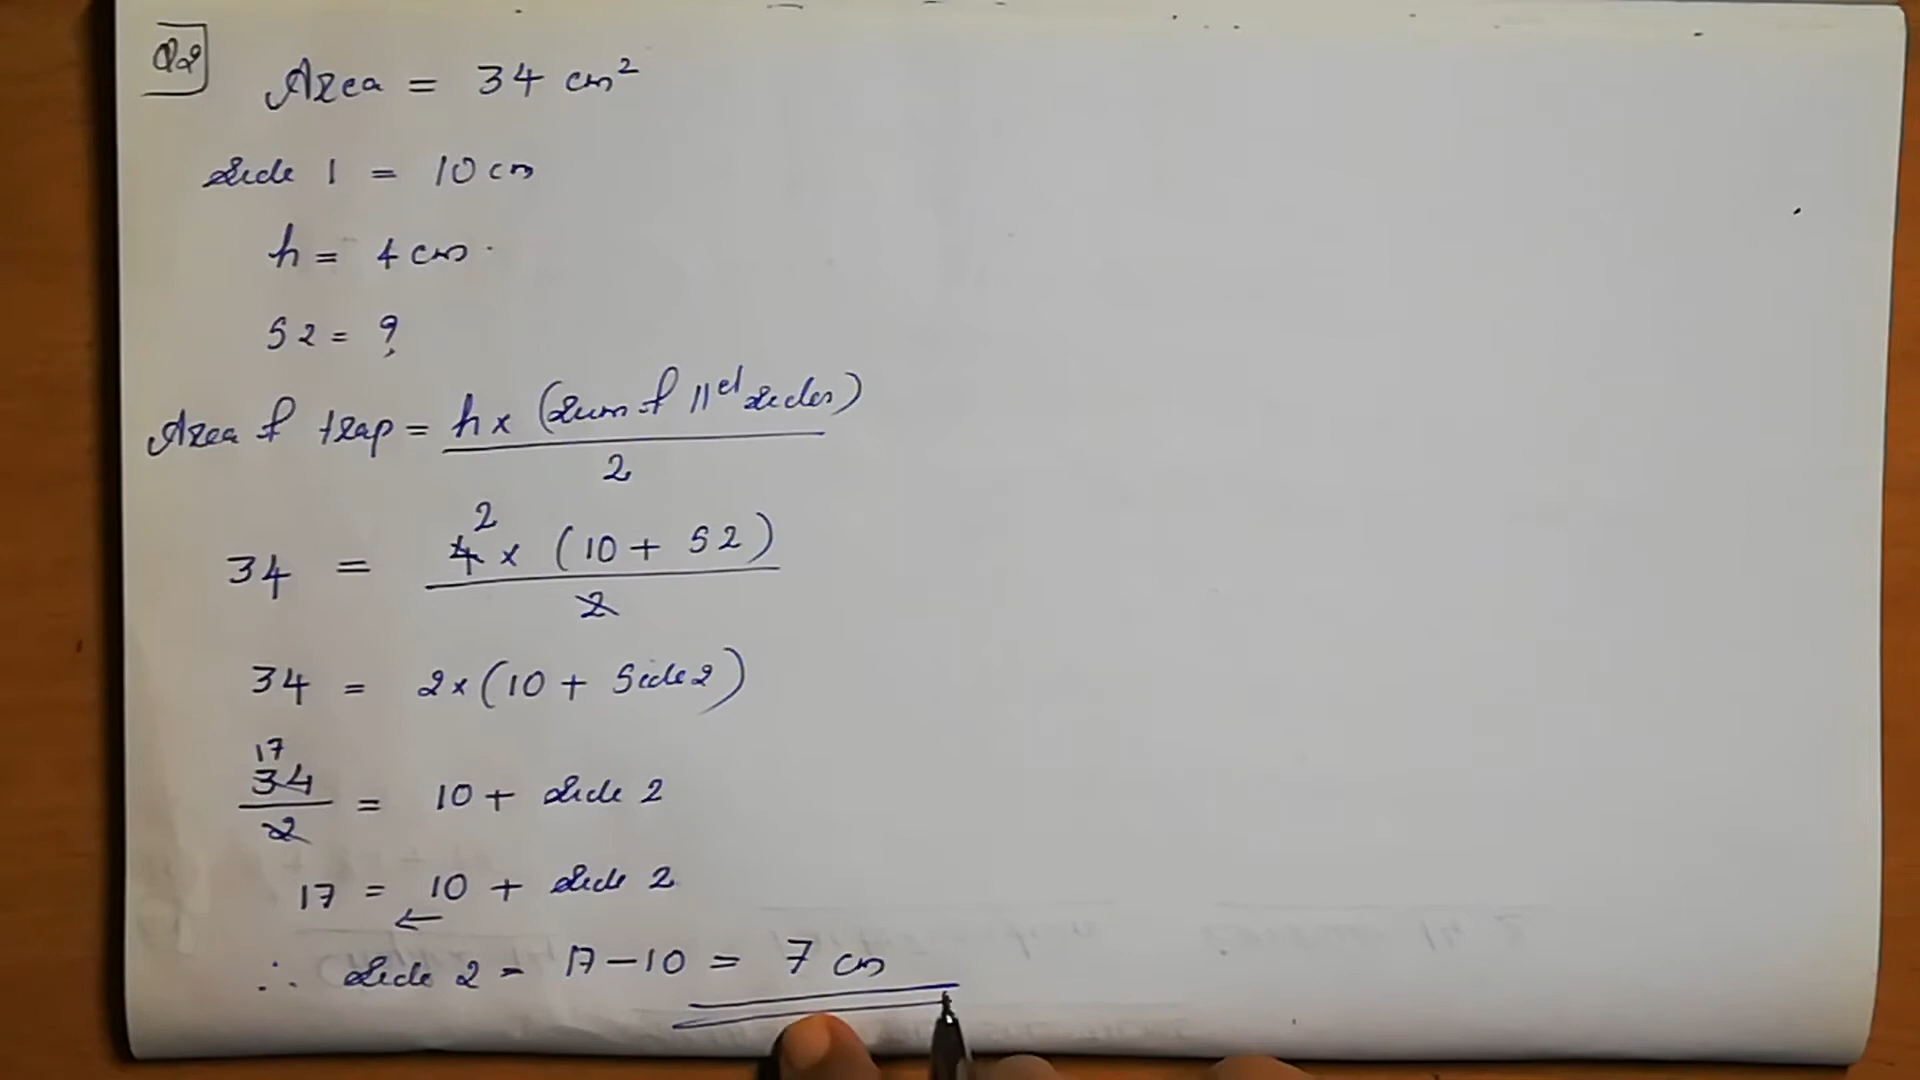 Q2
Area = 34 cm²
Side 1 = 10 cm
h = 4 cm.
S2 = ?
Area of trap = h x (Sum of ||el sides)
2
2
34 = 4 x (10 + S2)
2
34 = 2 x (10 + Side 2)
17
34 = 10 + Side 2
2
17 = 10 + Side 2
←
∴ Side 2 = 17 - 10 = 7 cm